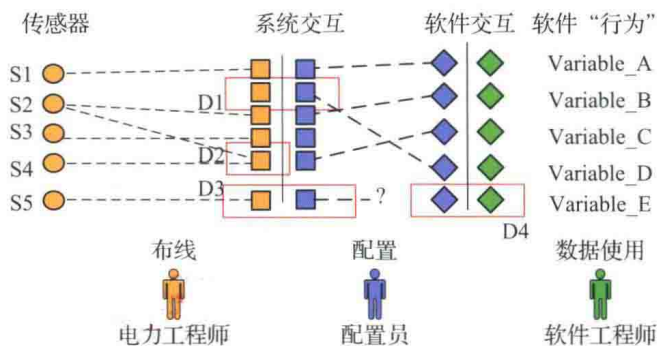 传感器 系统交互 软件交互 软件“行为”
S1 Variable_A
S2 D1 Variable_B
S3 Variable_C
S4 D2 Variable_D
S5 D3 ? Variable_E
D4
布线 配置 数据使用
电力工程师 配置员 软件工程师